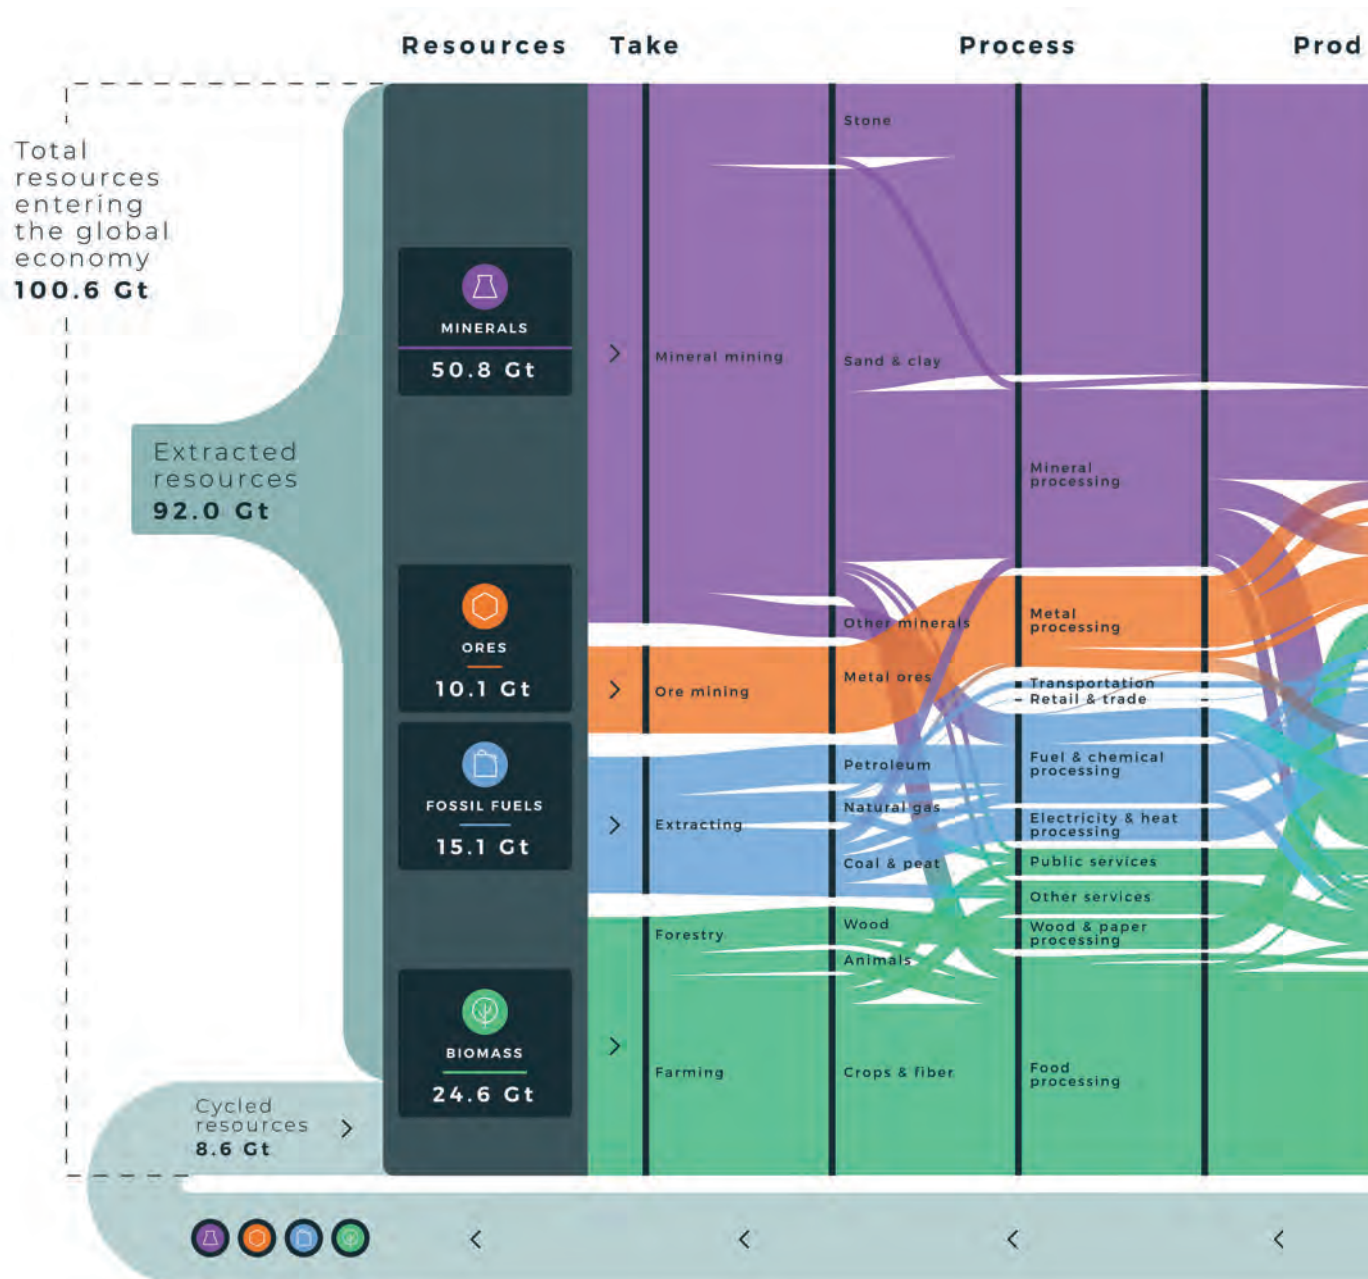 Resources
Take
Process
Prod
Total
resources
entering
the global
economy
100.6 Gt
Extracted
resources
92.0 Gt
Cycled
resources
8.6 Gt
MINERALS
50.8 Gt
ORES
10.1 Gt
FOSSIL FUELS
15.1 Gt
BIOMASS
24.6 Gt
Mineral mining
Ore mining
Extracting
Forestry
Farming
Stone
Sand & clay
Other minerals
Metal ores
Petroleum
Natural gas
Coal & peat
Wood
Animals
Crops & fiber
Mineral
processing
Metal
processing
Transportation
Retail & trade
Fuel & chemical
processing
Electricity & heat
processing
Public services
Other services
Wood & paper
processing
Food
processing